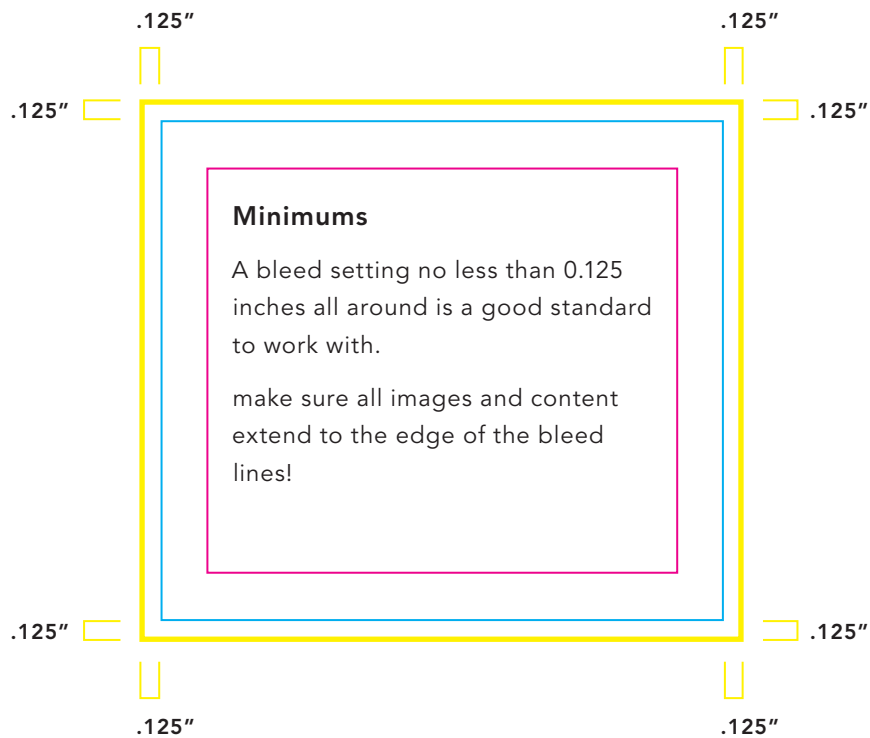 .125”
.125”
.125”
.125”
Minimums
A bleed setting no less than 0.125
inches all around is a good standard
to work with.
make sure all images and content
extend to the edge of the bleed
lines!
.125”
.125”
.125”
.125”